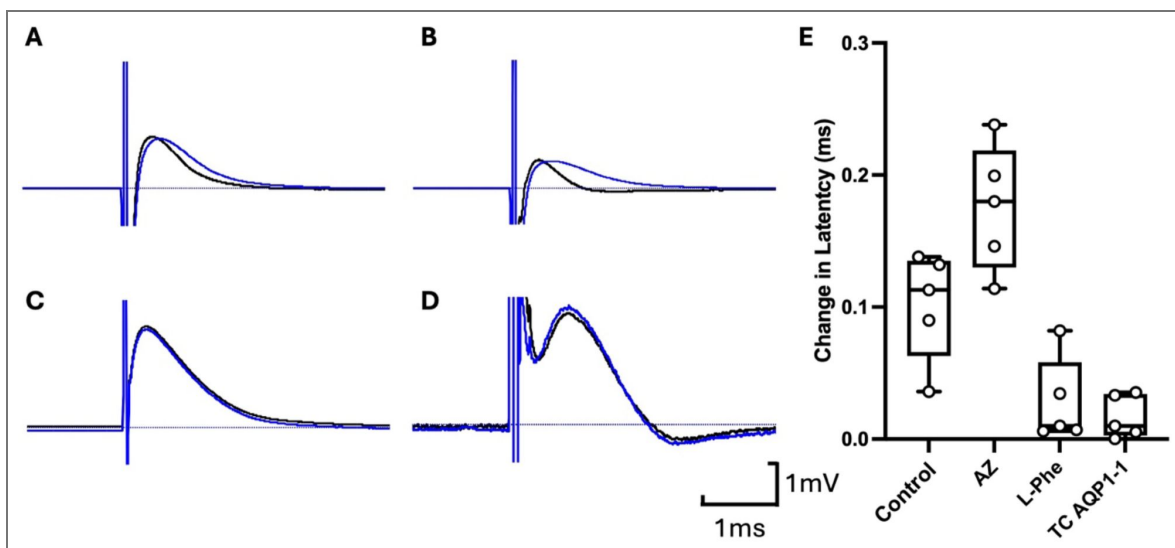 A
B
C
D
1mV
1ms
E
Change in Latentcy (ms)
0.3
0.2
0.1
0.0
Control
AZ
L-Phe
TC AQP1-1